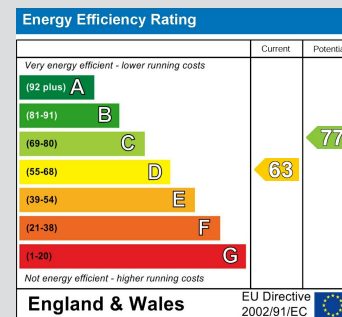 Energy Efficiency Rating
Current Potentia
Very energy efficient - lower running costs
(92 plus) A
(81-91) B
(69-80) C
77
(55-68) D
63
(39-54) E
(21-38) F
(1-20) G
Not energy efficient - higher running costs
England & Wales
EU Directive
2002/91/EC